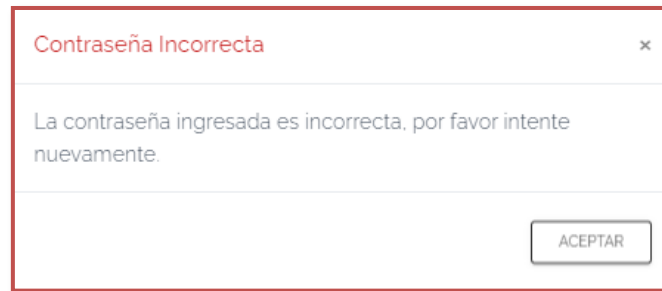 Contraseña Incorrecta ×
La contraseña ingresada es incorrecta, por favor intente
nuevamente.
ACEPTAR